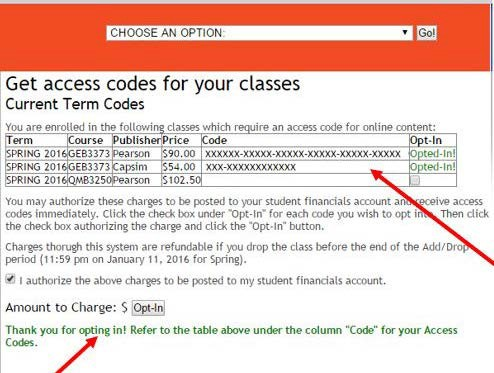 CHOOSE AN OPTION: Go!
Get access codes for your classes
Current Term Codes
You are enrolled in the following classes which require an access code for online content:
Term Course Publisher Price Code Opt-In
SPRING 2016 GEB3373 Pearson $90.00 XXXXXX-XXXXX-XXXXX-XXXXX-XXXXX-XXXXX Opted-In!
SPRING 2016 GEB3373 Capsim $54.00 XXX-XXXXXXXXXXXX Opted-In!
SPRING 2016 QMB3250 Pearson $102.50
You may authorize these charges to be posted to your student financials account and receive access
codes immediately. Click the check box under "Opt-In" for each code you wish to opt into. Then click
the check box authorizing the charge and click the "Opt-In" button.
Charges thorugh this system are refundable if you drop the class before the end of the Add/Drop
period (11:59 pm on January 11, 2016 for Spring).
I authorize the above charges to be posted to my student financials account.
Amount to Charge: $ Opt-In
Thank you for opting in! Refer to the table above under the column "Code" for your Access
Codes.